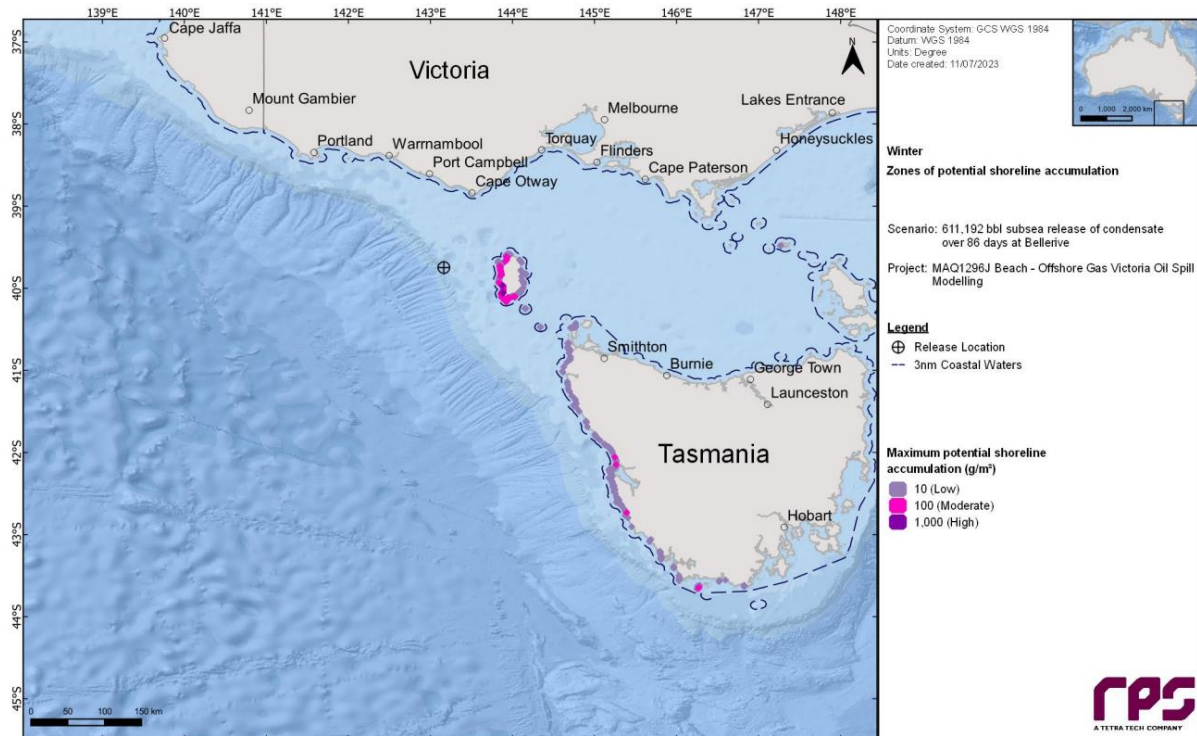 139°E 140°E 141°E 142°E 143°E 144°E 145°E 146°E 147°E 148°E
37°S
38°S
39°S
40°S
41°S
42°S
43°S
44°S
45°S
Cape Jaffa
Victoria
N
Mount Gambier
Melbourne
Lakes Entrance
Portland
Warrnambool
Torquay
Honeysuckles
Port Campbell
Flinders
Cape Otway
Cape Paterson
Smithton
Burnie
George Town
Launceston
Tasmania
Hobart
0 50 100 150 km
Coordinate System: GCS WGS 1984
Datum: WGS 1984
Units: Degree
Date created: 11/07/2023
0 1,000 2,000 km
Winter
Zones of potential shoreline accumulation
Scenario: 611,192 bbl subsea release of condensate
over 86 days at Bellerive
Project: MAQ1296J Beach - Offshore Gas Victoria Oil Spill
Modelling
Legend
Release Location
3nm Coastal Waters
Maximum potential shoreline
accumulation (g/m²)
10 (Low)
100 (Moderate)
1,000 (High)
rps
A TETRA TECH COMPANY